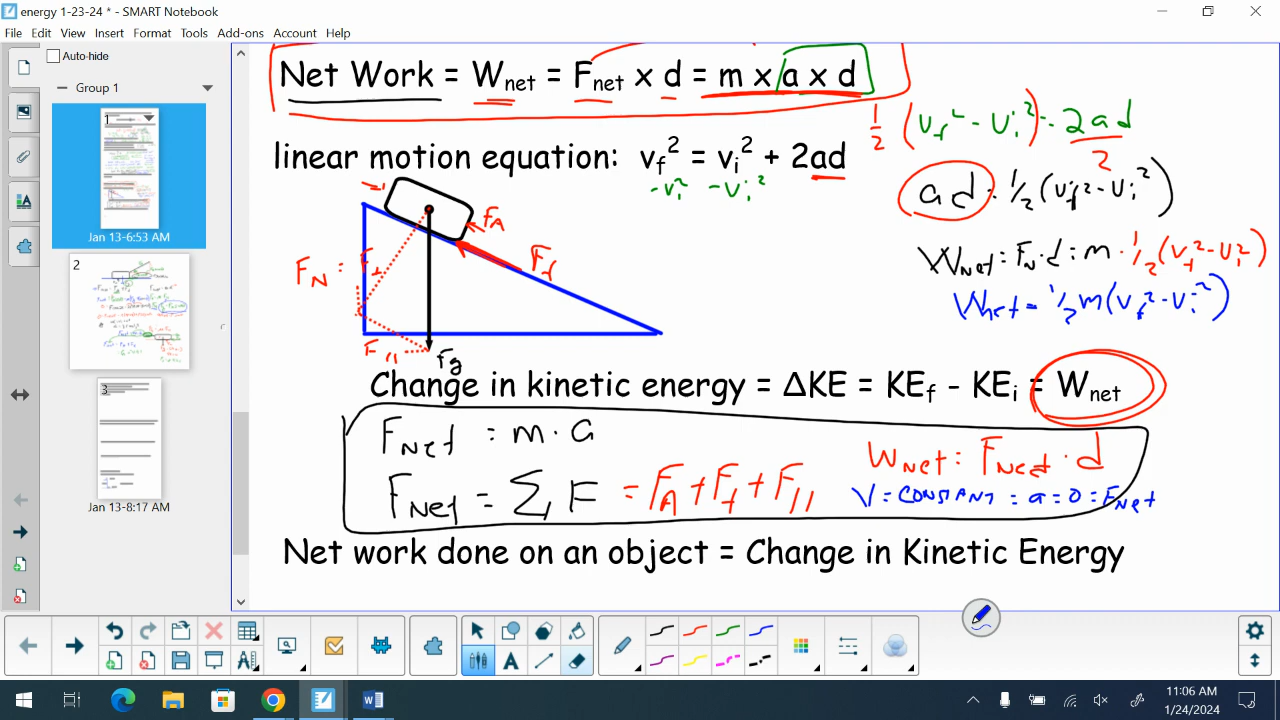 energy 1-23-24 * - SMART Notebook
File Edit View Insert Format Tools Add-ons Account Help
Auto-hide
Group 1
1
Jan 13-6:53 AM
2
3
Jan 13-8:17 AM
Net Work = Wnet = Fnet x d = m x a x d
1/2 (Vf² - Vi²) = 2ad / 2
linear motion equation: vf² = vi² + 2ad
-vi² -vi²
ad = 1/2 (Vf² - Vi²)
FA
Ff
FN = F⊥
F//
Fg
WNet = FN · d = m · 1/2 (Vf² - Vi²)
WNet = 1/2 m (Vf² - Vi²)
Change in kinetic energy = ΔKE = KEf - KEi = Wnet
FNet = m · a
WNet = FNet · d
FNet = Σ F = FA + Ff + F//
V = CONSTANT = a = 0 = FNet
Net work done on an object = Change in Kinetic Energy
11:06 AM
1/24/2024